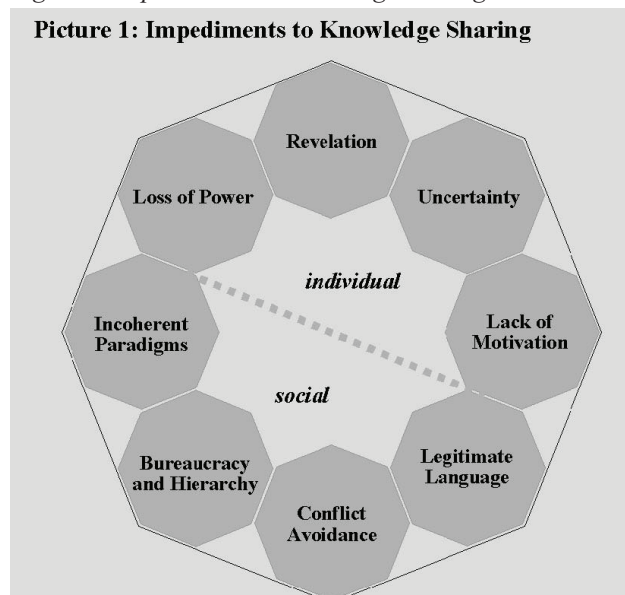 Picture 1: Impediments to Knowledge Sharing
Revelation
Loss of Power
Uncertainty
individual
Incoherent
Paradigms
Lack of
Motivation
social
Bureaucracy
and Hierarchy
Legitimate
Language
Conflict
Avoidance